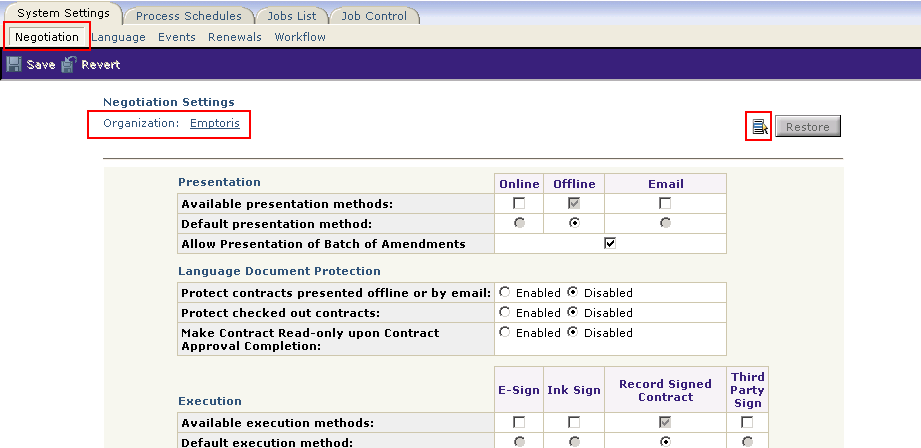 System Settings Process Schedules Jobs List Job Control
Negotiation Language Events Renewals Workflow
Save Revert
Negotiation Settings
Organization: Emptoris
Restore
Presentation Online Offline Email
Available presentation methods:
Default presentation method:
Allow Presentation of Batch of Amendments
Language Document Protection
Protect contracts presented offline or by email: Enabled Disabled
Protect checked out contracts: Enabled Disabled
Make Contract Read-only upon Contract
Approval Completion: Enabled Disabled
Execution E-Sign Ink Sign Record Signed Contract Third Party Sign
Available execution methods:
Default execution method: